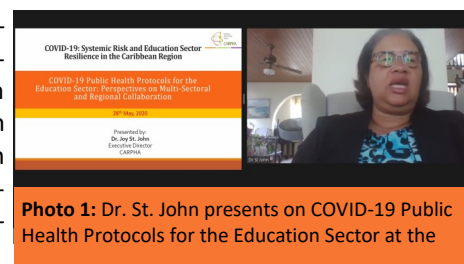 COVID-19: Systemic Risk and Education Sector
Resilience in the Caribbean Region
CARPHA
COVID-19 Public Health Protocols for the
Education Sector: Perspectives on Multi-Sectoral
and Regional Collaboration
28th May, 2020
Presented by:
Dr. Joy St. John
Executive Director
CARPHA
Dr St John
Photo 1: Dr. St. John presents on COVID-19 Public
Health Protocols for the Education Sector at the